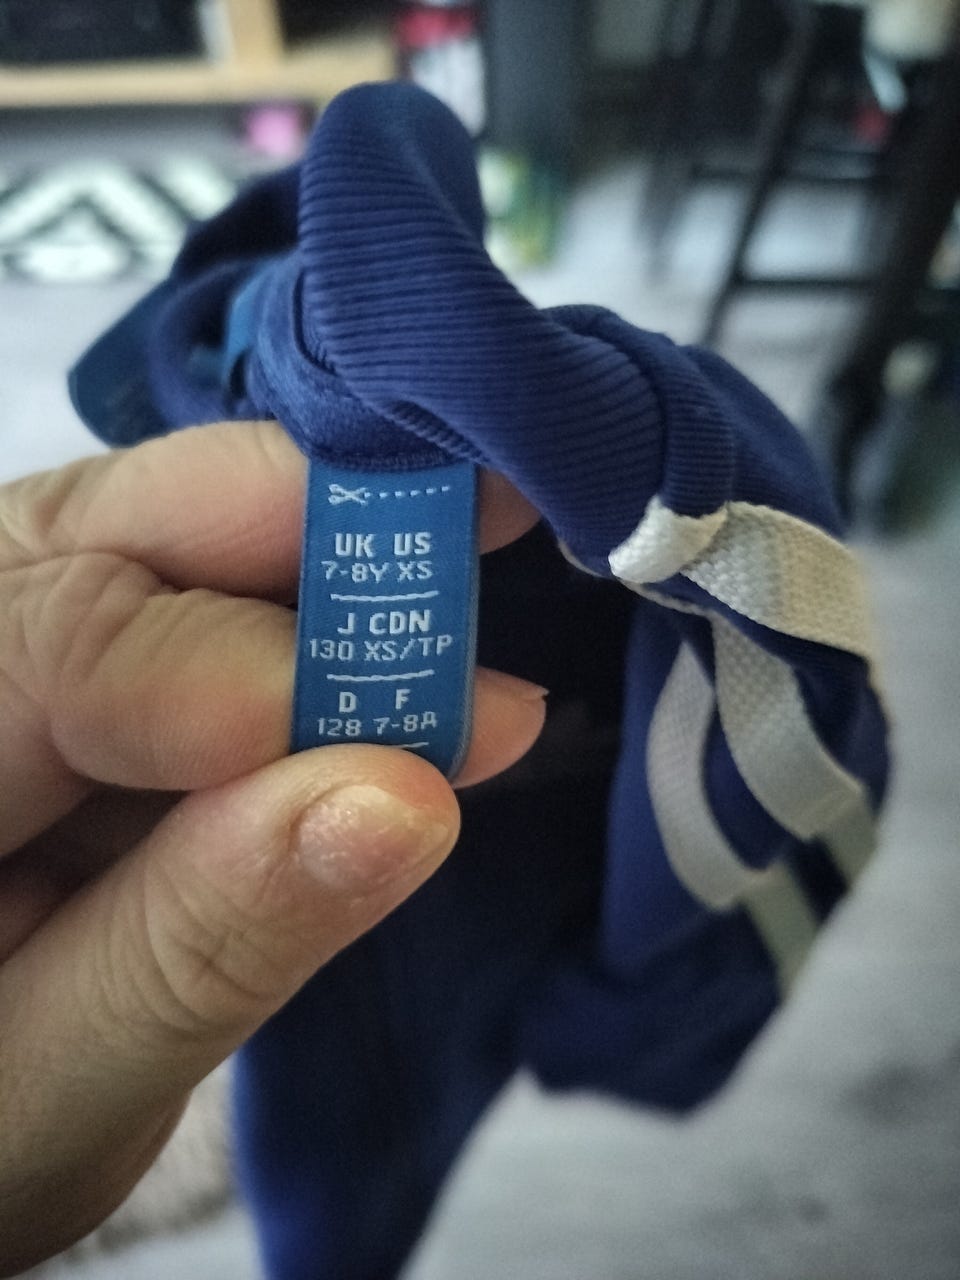 UK US
7-8Y XS
J CDN
130 XS/TP
D F
128 7-8A